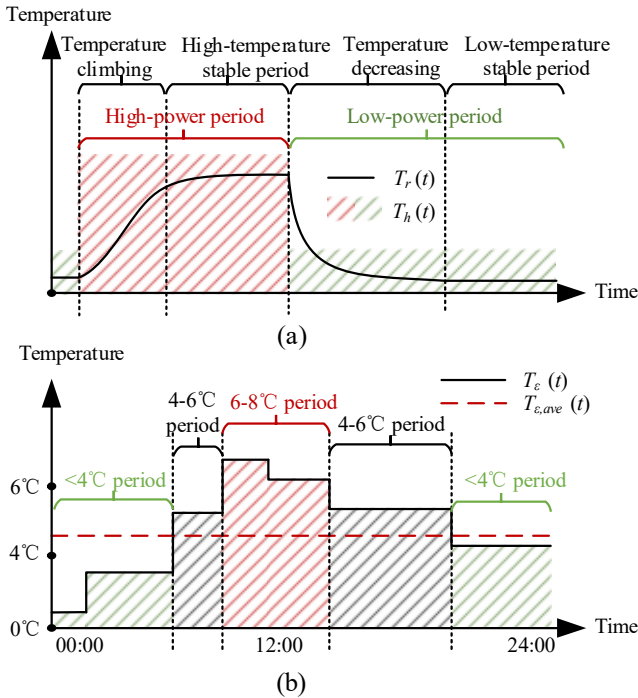 Temperature
Temperature climbing
High-temperature stable period
Temperature decreasing
Low-temperature stable period
High-power period
Low-power period
T_r (t)
T_h (t)
Time
(a)
Temperature
T_ε (t)
T_ε,ave (t)
4-6℃ period
6-8℃ period
4-6℃ period
<4℃ period
<4℃ period
6℃
4℃
0℃
Time
00:00
12:00
24:00
(b)